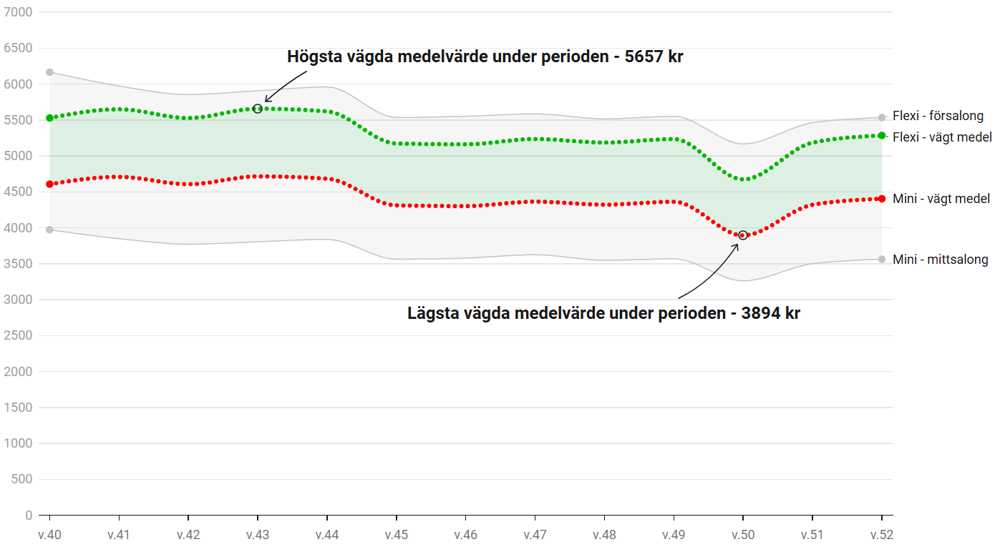 7000
6500
Högsta vägda medelvärde under perioden - 5657 kr
6000
5500
Flexi - försalong
Flexi - vägt medel
5000
4500
Mini - vägt medel
4000
3500
Mini - mittsalong
3000
Lägsta vägda medelvärde under perioden - 3894 kr
2500
2000
1500
1000
500
0
v.40 v.41 v.42 v.43 v.44 v.45 v.46 v.47 v.48 v.49 v.50 v.51 v.52